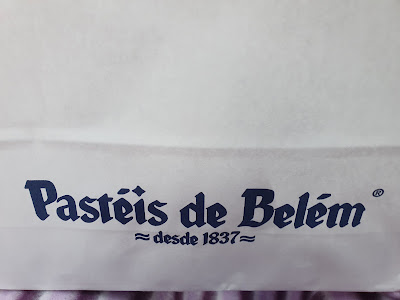 Pastéis de Belém ®
≈ desde 1837 ≈